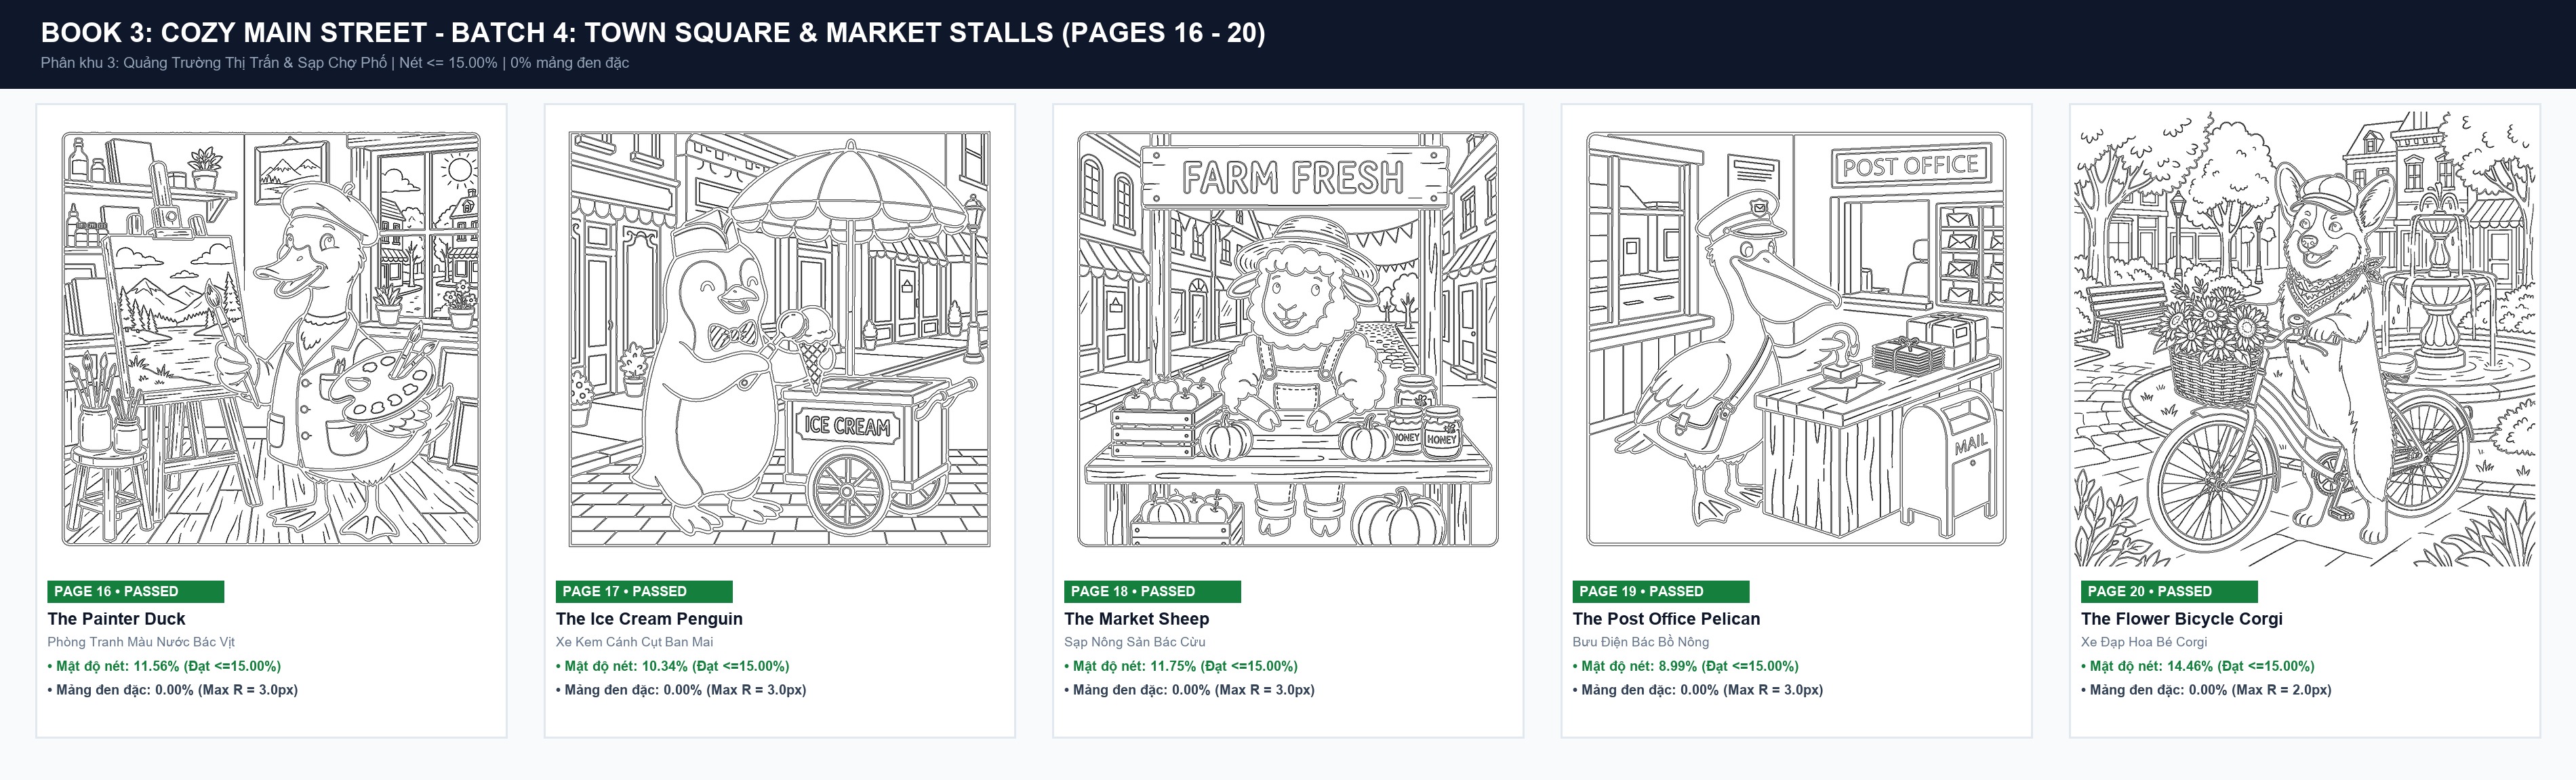 BOOK 3: COZY MAIN STREET - BATCH 4: TOWN SQUARE & MARKET STALLS (PAGES 16 - 20)
Phân khu 3: Quảng Trường Thị Trấn & Sạp Chợ Phố | Nét <= 15.00% | 0% mảng đen đặc
PAGE 16 • PASSED
The Painter Duck
Phòng Tranh Màu Nước Bác Vịt
• Mật độ nét: 11.56% (Đạt <=15.00%)
• Mảng đen đặc: 0.00% (Max R = 3.0px)
ICE CREAM
PAGE 17 • PASSED
The Ice Cream Penguin
Xe Kem Cánh Cụt Ban Mai
• Mật độ nét: 10.34% (Đạt <=15.00%)
• Mảng đen đặc: 0.00% (Max R = 3.0px)
FARM FRESH
HONEY
HONEY
PAGE 18 • PASSED
The Market Sheep
Sạp Nông Sản Bác Cừu
• Mật độ nét: 11.75% (Đạt <=15.00%)
• Mảng đen đặc: 0.00% (Max R = 3.0px)
POST OFFICE
MAIL
PAGE 19 • PASSED
The Post Office Pelican
Bưu Điện Bác Bồ Nông
• Mật độ nét: 8.99% (Đạt <=15.00%)
• Mảng đen đặc: 0.00% (Max R = 3.0px)
PAGE 20 • PASSED
The Flower Bicycle Corgi
Xe Đạp Hoa Bé Corgi
• Mật độ nét: 14.46% (Đạt <=15.00%)
• Mảng đen đặc: 0.00% (Max R = 2.0px)